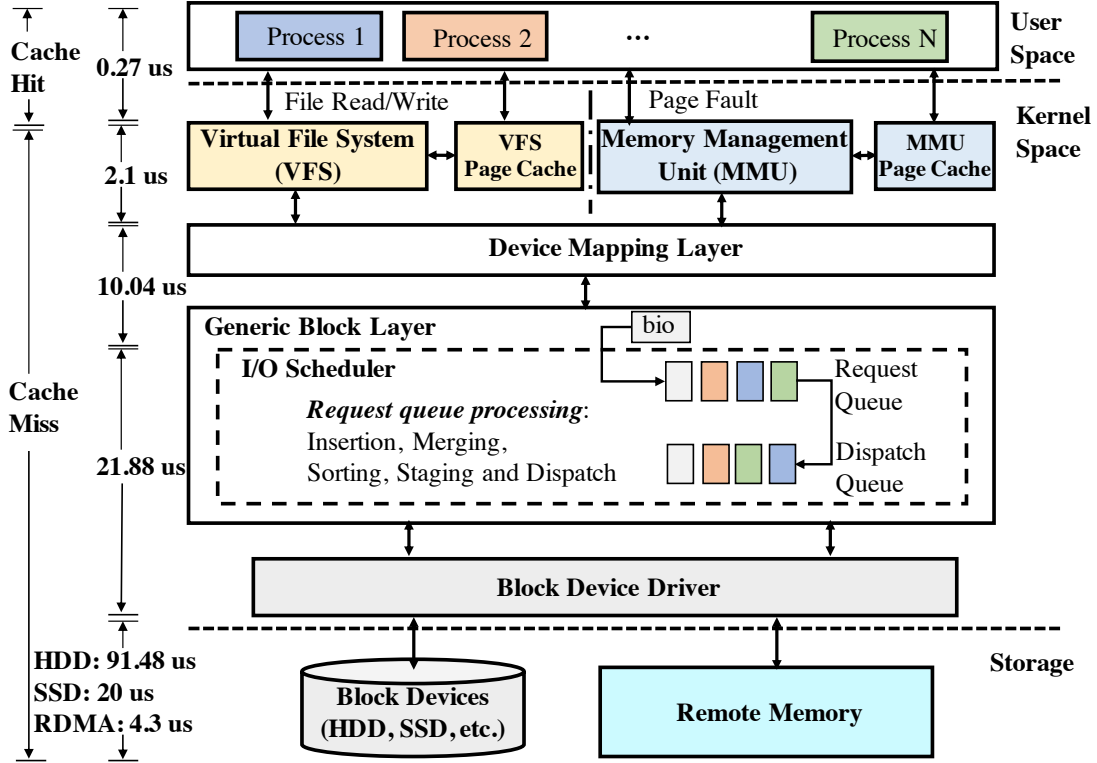 Process 1
Process 2
...
Process N
User
Space
Cache
Hit
0.27 us
File Read/Write
Page Fault
Kernel
Space
Virtual File System
(VFS)
VFS
Page Cache
Memory Management
Unit (MMU)
MMU
Page Cache
2.1 us
Device Mapping Layer
10.04 us
Generic Block Layer
bio
I/O Scheduler
Request queue processing:
Insertion, Merging,
Sorting, Staging and Dispatch
Request
Queue
Dispatch
Queue
Cache
Miss
21.88 us
Block Device Driver
HDD: 91.48 us
SSD: 20 us
RDMA: 4.3 us
Block Devices
(HDD, SSD, etc.)
Remote Memory
Storage